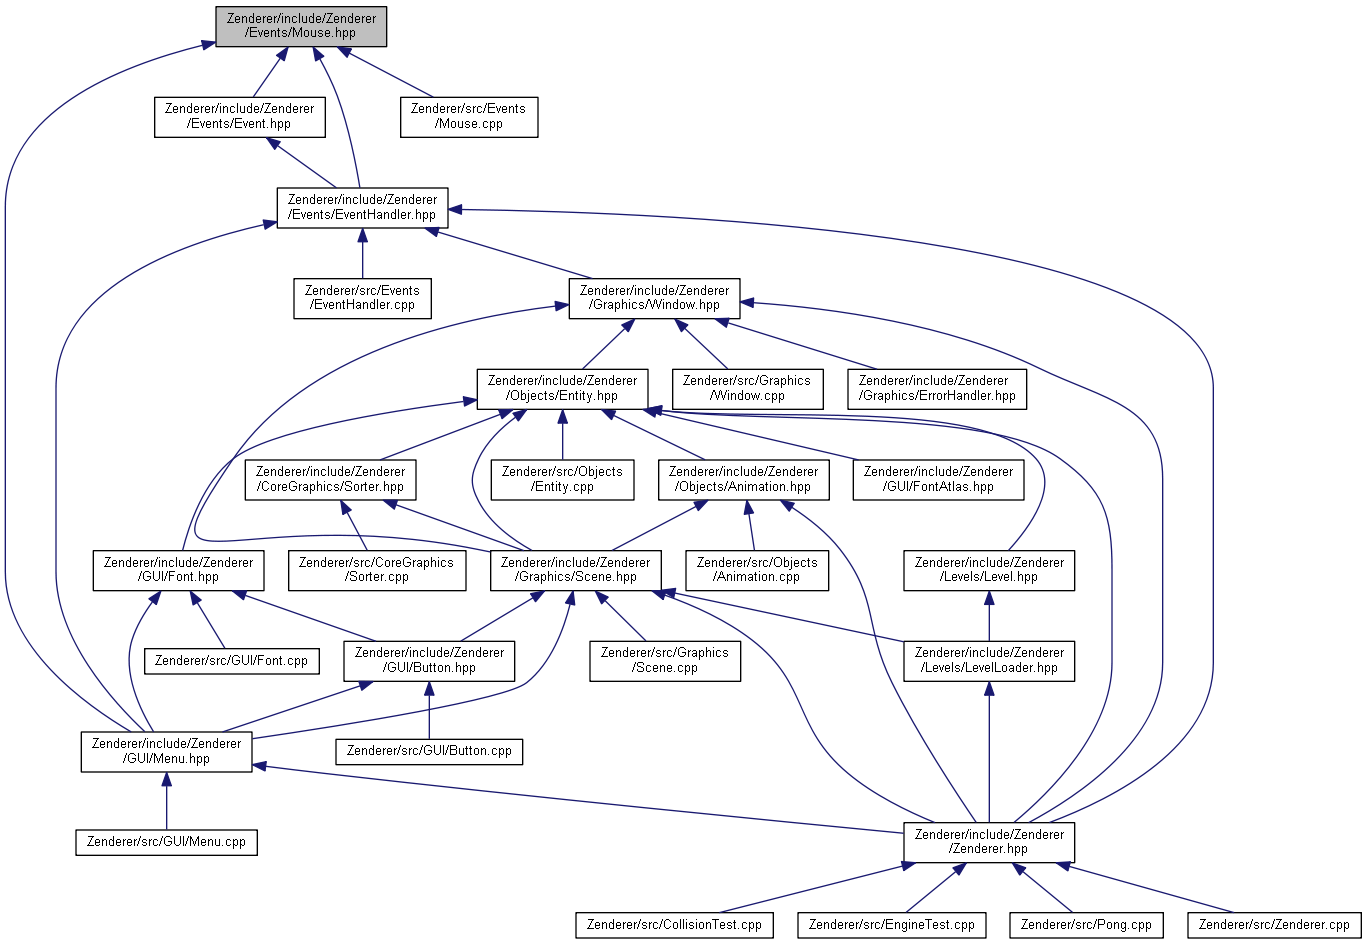 Zenderer/include/Zenderer
/Events/Mouse.hpp
Zenderer/include/Zenderer
/Events/Event.hpp
Zenderer/src/Events
/Mouse.cpp
Zenderer/include/Zenderer
/Events/EventHandler.hpp
Zenderer/src/Events
/EventHandler.cpp
Zenderer/include/Zenderer
/Graphics/Window.hpp
Zenderer/include/Zenderer
/Objects/Entity.hpp
Zenderer/src/Graphics
/Window.cpp
Zenderer/include/Zenderer
/Graphics/ErrorHandler.hpp
Zenderer/include/Zenderer
/CoreGraphics/Sorter.hpp
Zenderer/src/Objects
/Entity.cpp
Zenderer/include/Zenderer
/Objects/Animation.hpp
Zenderer/include/Zenderer
/GUI/FontAtlas.hpp
Zenderer/include/Zenderer
/GUI/Font.hpp
Zenderer/src/CoreGraphics
/Sorter.cpp
Zenderer/include/Zenderer
/Graphics/Scene.hpp
Zenderer/src/Objects
/Animation.cpp
Zenderer/include/Zenderer
/Levels/Level.hpp
Zenderer/src/GUI/Font.cpp
Zenderer/include/Zenderer
/GUI/Button.hpp
Zenderer/src/Graphics
/Scene.cpp
Zenderer/include/Zenderer
/Levels/LevelLoader.hpp
Zenderer/include/Zenderer
/GUI/Menu.hpp
Zenderer/src/GUI/Button.cpp
Zenderer/src/GUI/Menu.cpp
Zenderer/include/Zenderer
/Zenderer.hpp
Zenderer/src/CollisionTest.cpp
Zenderer/src/EngineTest.cpp
Zenderer/src/Pong.cpp
Zenderer/src/Zenderer.cpp